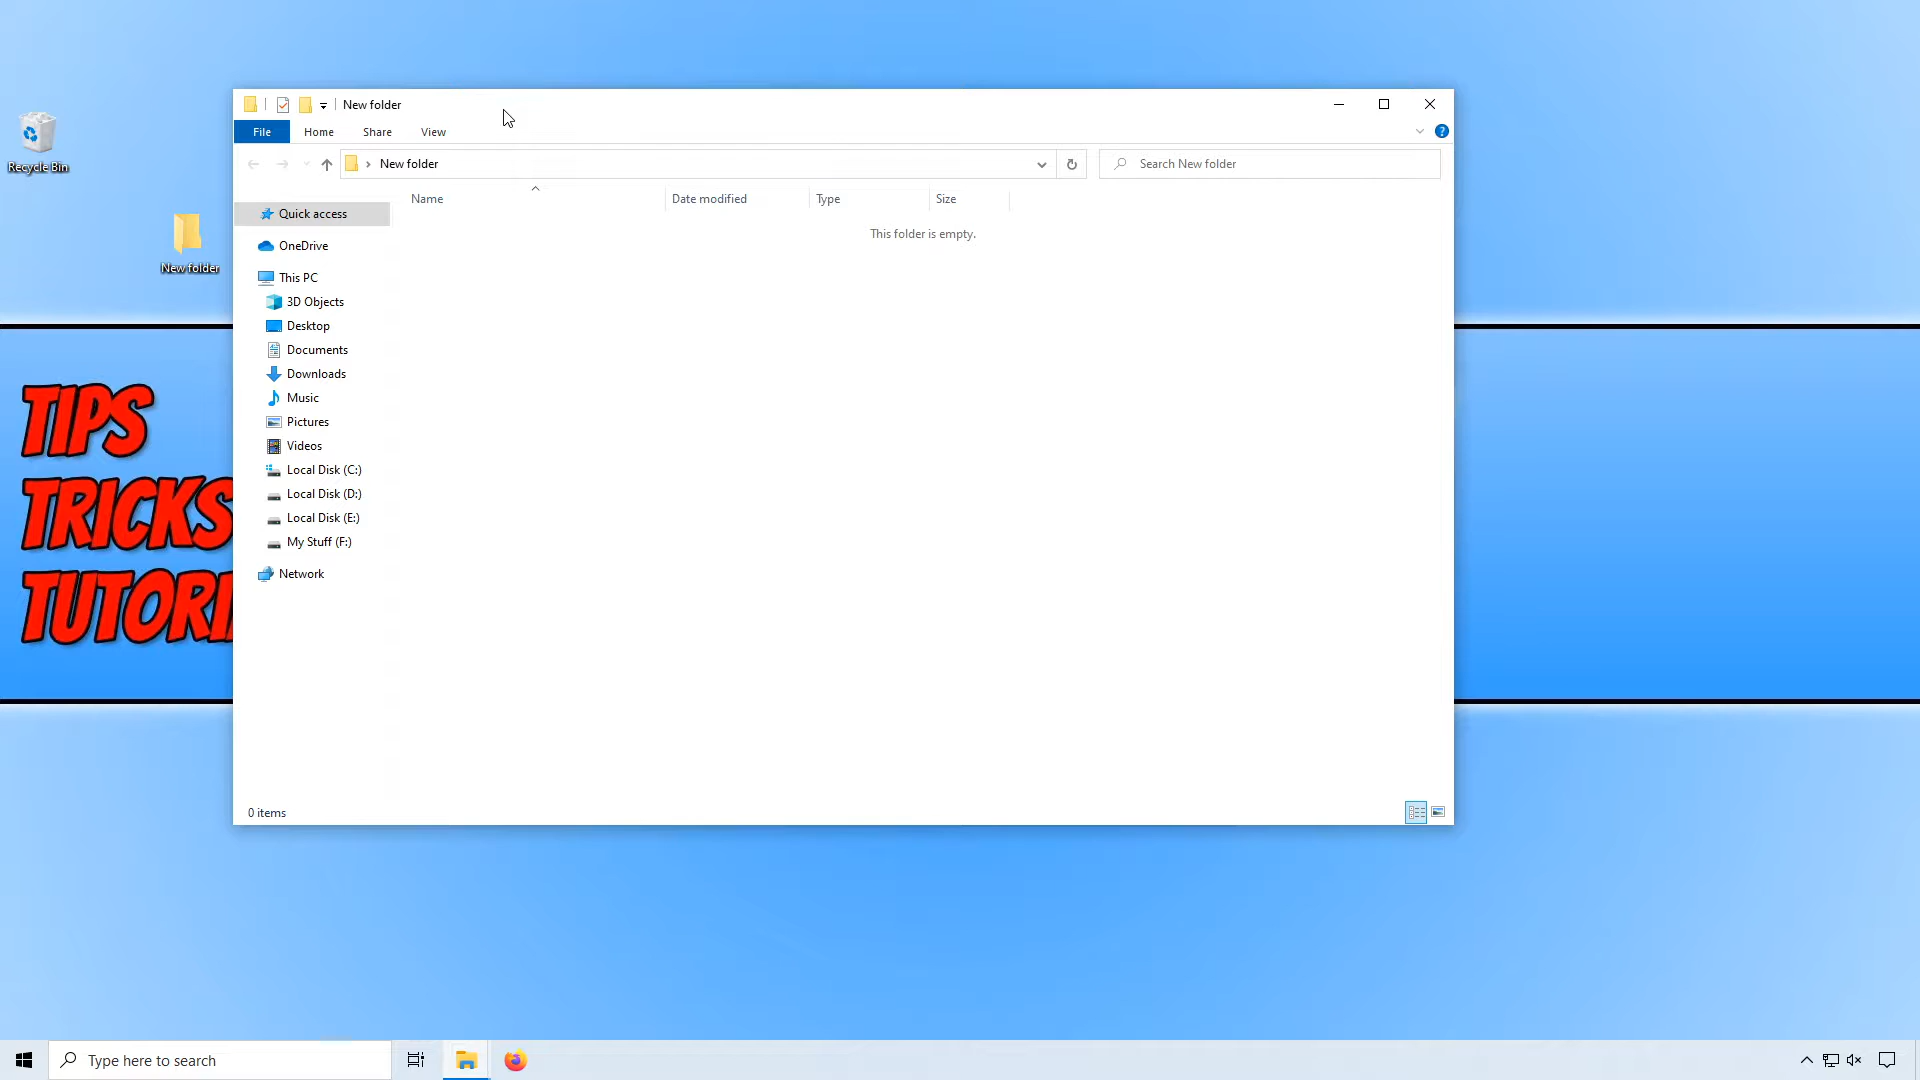 New folder
File Home Share View
New folder
Search New folder
Name Date modified Type Size
This folder is empty.
Quick access
OneDrive
This PC
3D Objects
Desktop
Documents
Downloads
Music
Pictures
Videos
Local Disk (C:)
Local Disk (D:)
Local Disk (E:)
My Stuff (F:)
Network
0 items
Recycle Bin
New folder
TIPS
TRICKS
TUTORI
Type here to search